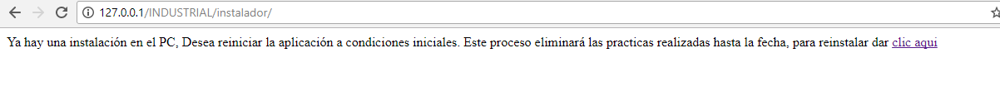 127.0.0.1/INDUSTRIAL/instalador/
Ya hay una instalación en el PC, Desea reiniciar la aplicación a condiciones iniciales. Este proceso eliminará las practicas realizadas hasta la fecha, para reinstalar dar clic aqui